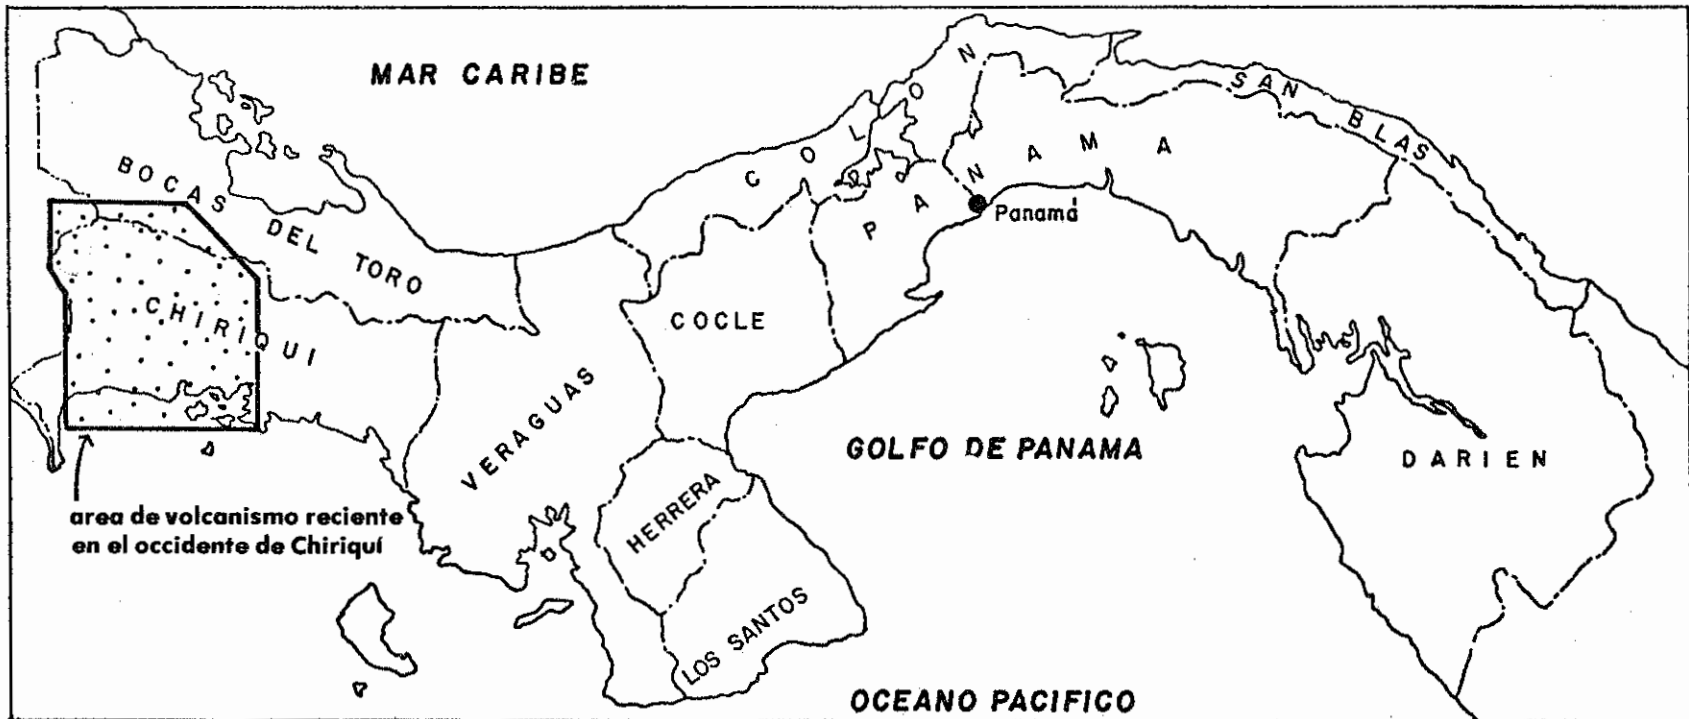 MAR CARIBE
COLON
SAN BLAS
PANAMA
BOCAS DEL TORO
Panamá
CHIRIQUI
COCLE
VERAGUAS
GOLFO DE PANAMA
DARIEN
HERRERA
area de volcanismo reciente
en el occidente de Chiriquí
LOS SANTOS
OCEANO PACIFICO